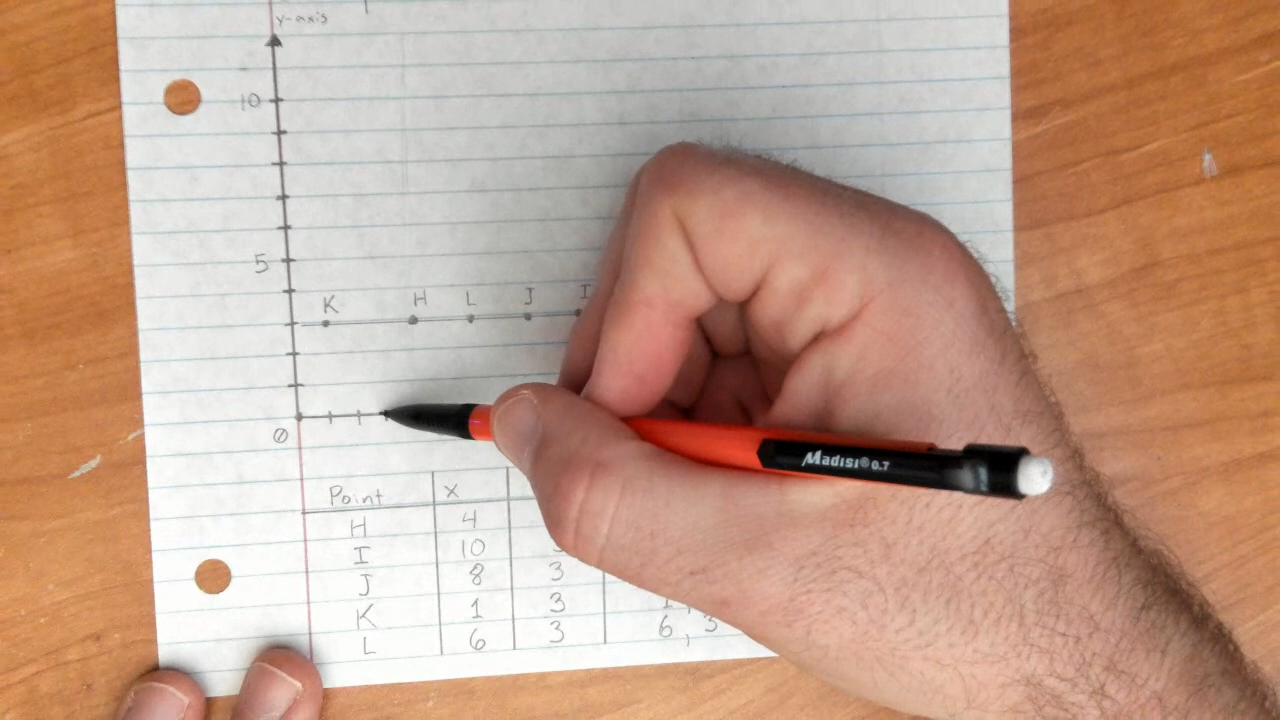 y-axis
10
5
K H L J I
0
Point X
H 4
I 10
J 8 3
K 1 3
L 6 3 6, 3
Madisi® 0.7